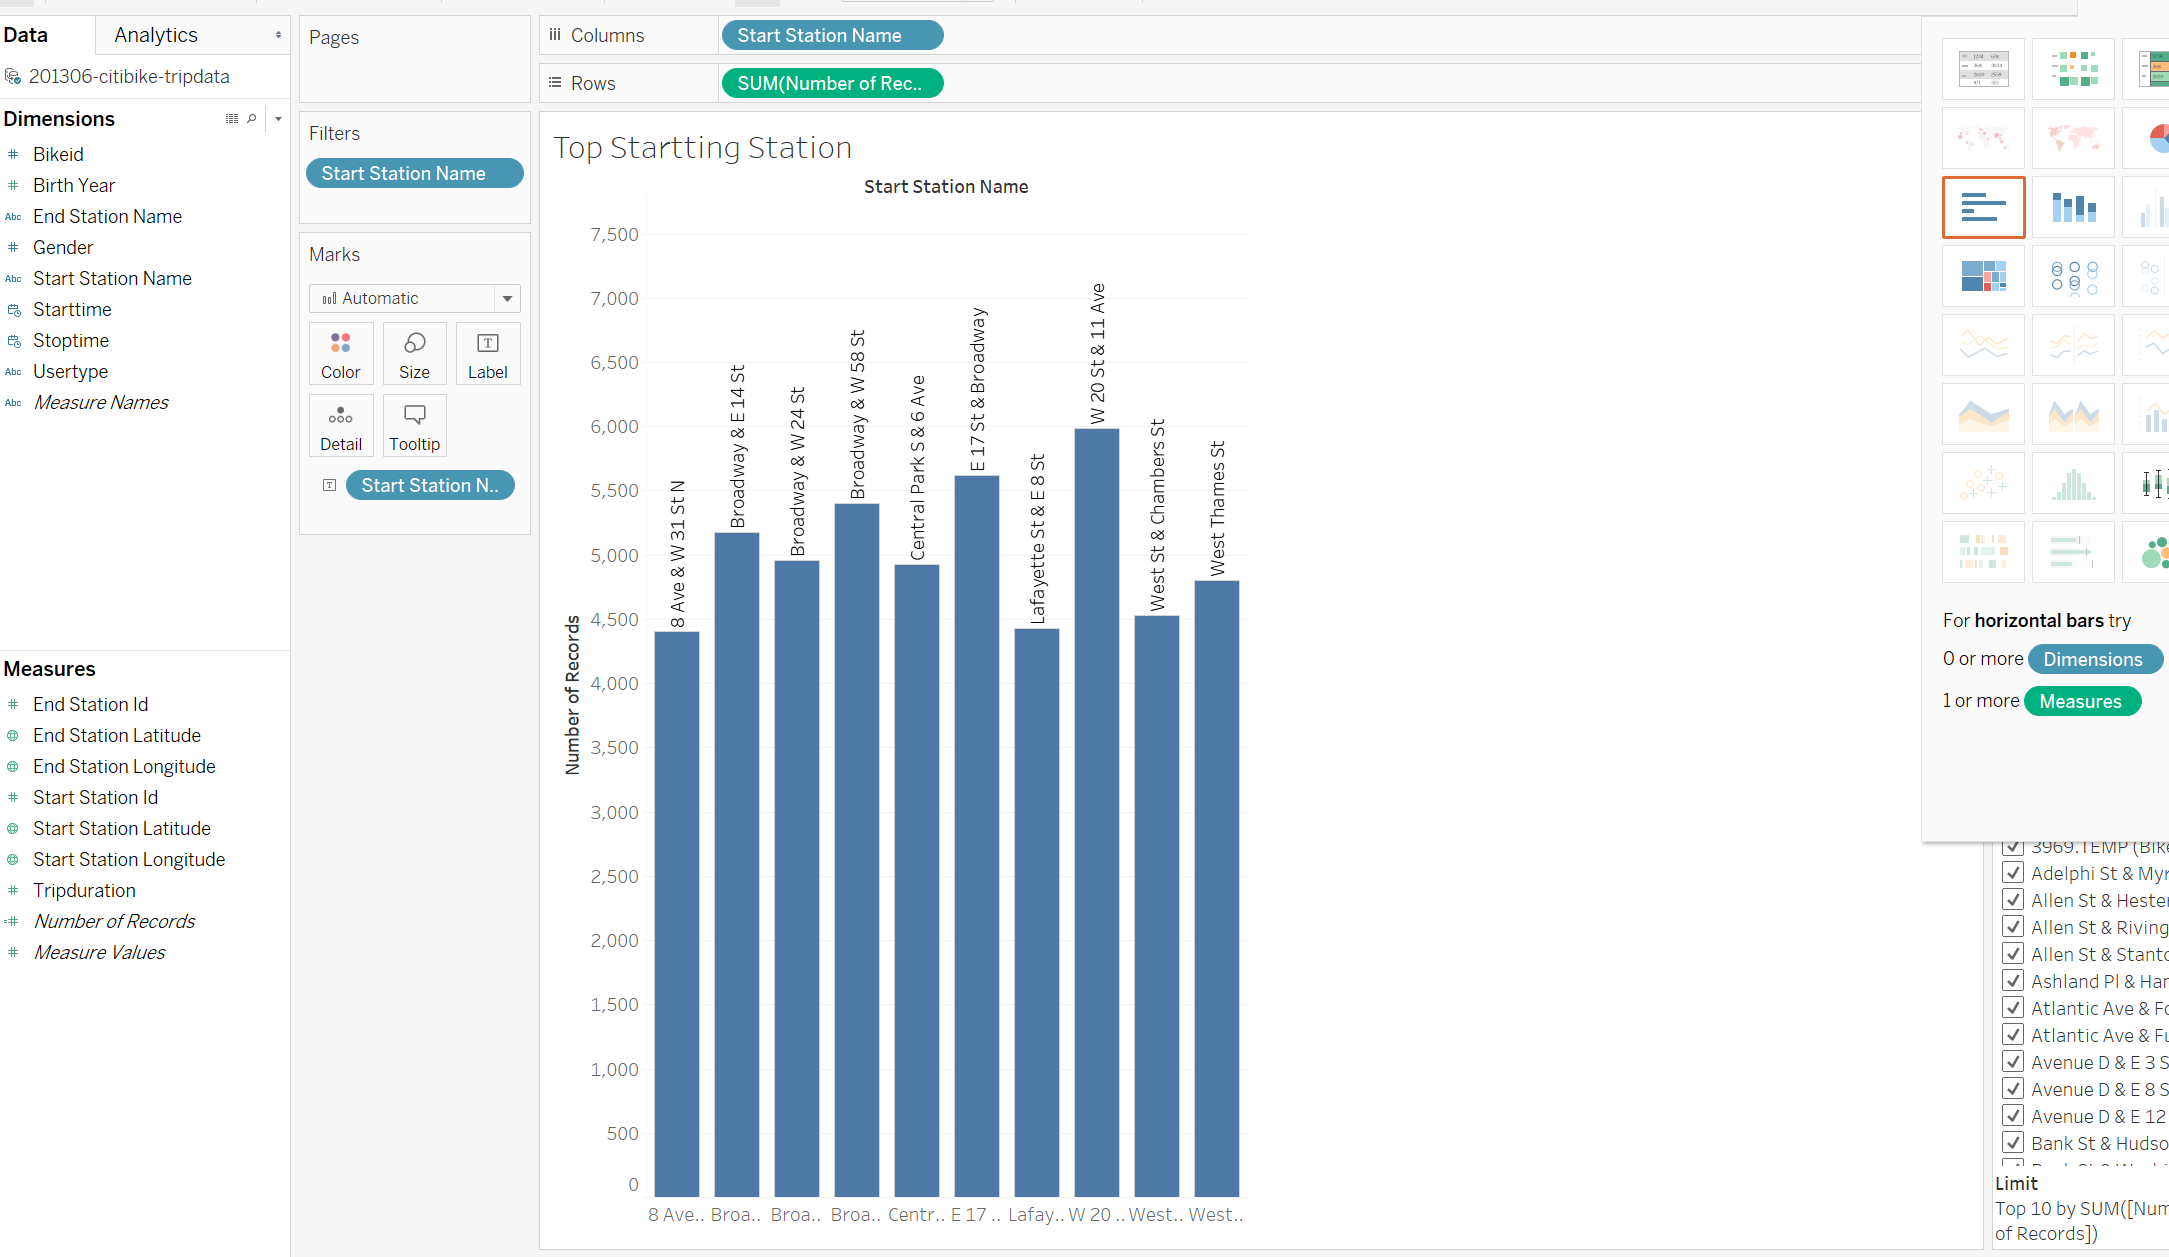 Data
Analytics
201306-citibike-tripdata
Dimensions
Bikeid
Birth Year
Abc End Station Name
Gender
Abc Start Station Name
Starttime
Stoptime
Abc Usertype
Abc Measure Names
Measures
End Station Id
End Station Latitude
End Station Longitude
Start Station Id
Start Station Latitude
Start Station Longitude
Tripduration
Number of Records
Measure Values
Pages
Filters
Start Station Name
Marks
Automatic
Color
Size
Label
Detail
Tooltip
Start Station N..
Columns
Start Station Name
Rows
SUM(Number of Rec..
Top Startting Station
Start Station Name
Number of Records
7,500
7,000
6,500
6,000
5,500
5,000
4,500
4,000
3,500
3,000
2,500
2,000
1,500
1,000
500
0
8 Ave & W 31 St N
Broadway & E 14 St
Broadway & W 24 St
Broadway & W 58 St
Central Park S & 6 Ave
E 17 St & Broadway
Lafayette St & E 8 St
W 20 St & 11 Ave
West St & Chambers St
West Thames St
8 Ave..
Broa..
Broa..
Broa..
Centr..
E 17 ..
Lafay..
W 20 ..
West..
West..
For horizontal bars try
0 or more Dimensions
1 or more Measures
3969.TEMP (Bike
Adelphi St & Myr
Allen St & Hester
Allen St & Riving
Allen St & Stanto
Ashland Pl & Har
Atlantic Ave & Fo
Atlantic Ave & Fu
Avenue D & E 3 S
Avenue D & E 8 S
Avenue D & E 12
Bank St & Hudso
Limit
Top 10 by SUM([Num
of Records])